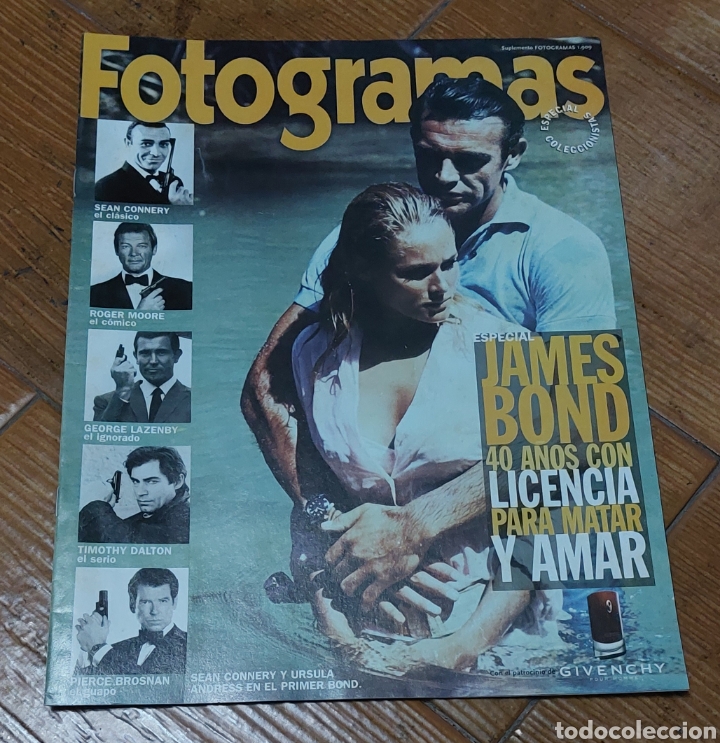 Suplemento FOTOGRAMAS 1.909
Fotogramas
ESPECIAL
COLECCIONISTAS
SEAN CONNERY
el clásico
ROGER MOORE
el cómico
GEORGE LAZENBY
el ignorado
TIMOTHY DALTON
el serio
PIERCE BROSNAN
el guapo
ESPECIAL
JAMES
BOND
40 AÑOS CON
LICENCIA
PARA MATAR
Y AMAR
SEAN CONNERY Y URSULA
ANDRESS EN EL PRIMER BOND.
Con el patrocinio de GIVENCHY
todocoleccion